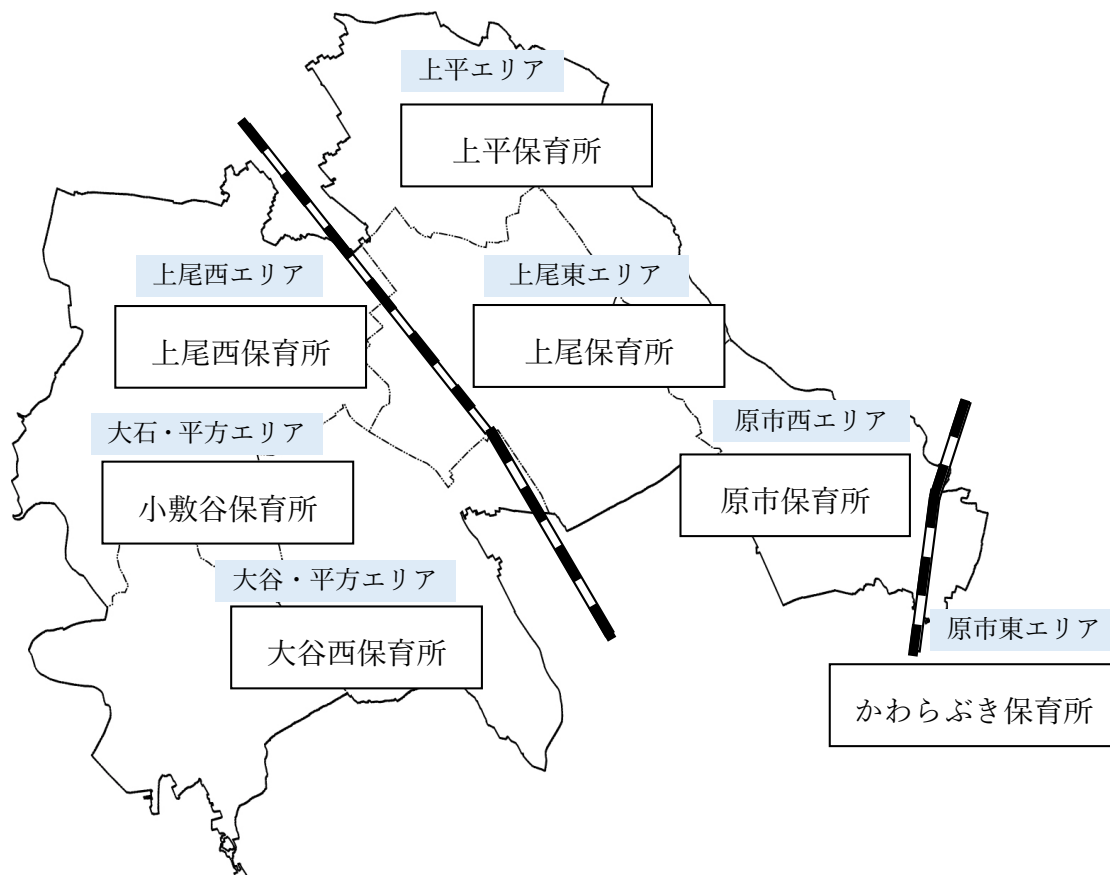 上平エリア
上平保育所
上尾西エリア
上尾西保育所
上尾東エリア
上尾保育所
大石・平方エリア
小敷谷保育所
原市西エリア
原市保育所
大谷・平方エリア
大谷西保育所
原市東エリア
かわらぶき保育所